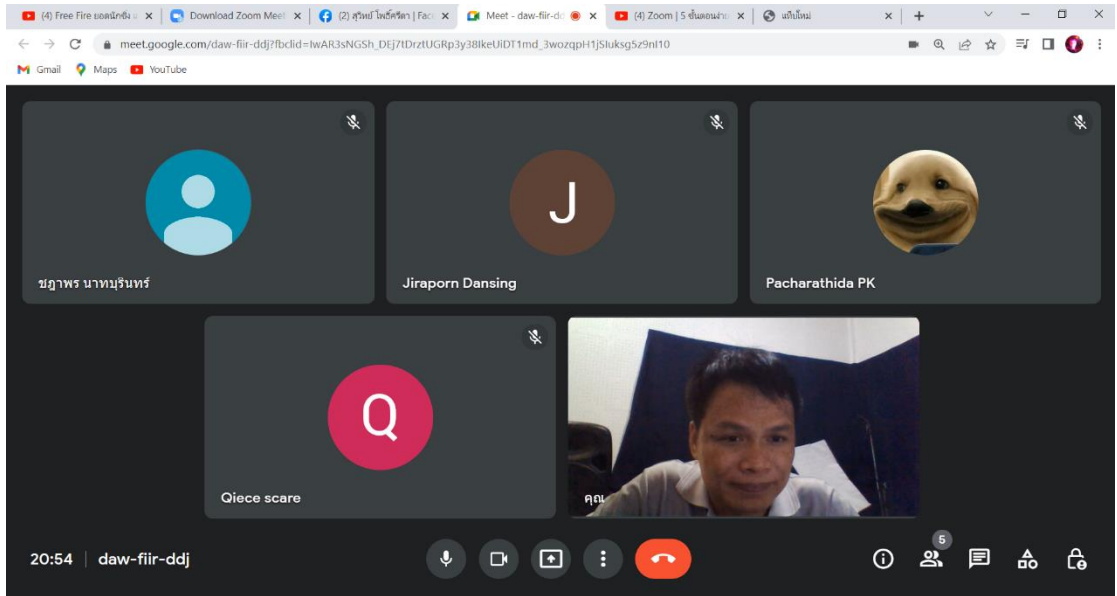 (4) Free Fire ยอดนักซิ่ง
Download Zoom Meet
(2) สุวิทย์ โพธิ์ศรีดา | Fac
Meet - daw-fiir-dd
(4) Zoom | 5 ขั้นตอนง่าย
แท็บใหม่
meet.google.com/daw-fiir-ddj?fbclid=IwAR3sNGSh_DEj7tDrztUGRp3y38IkeUiDT1md_3wozqpH1jSIuksg5z9nI10
Gmail Maps YouTube
ชฎาพร นาทบุรินทร์
Jiraporn Dansing
Pacharathida PK
J
Q
Qiece scare
คุณ
20:54 | daw-fiir-ddj
5